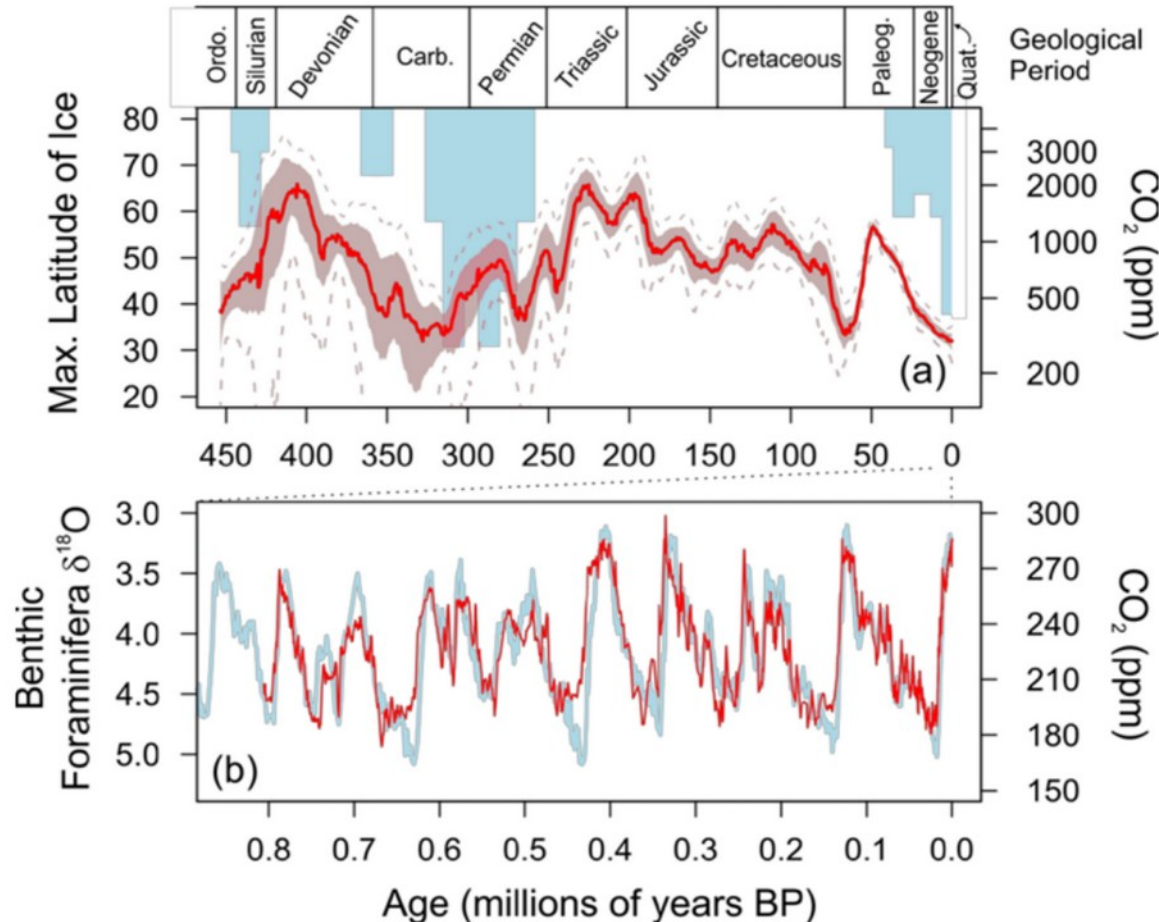 Ordo.
Silurian
Devonian
Carb.
Permian
Triassic
Jurassic
Cretaceous
Paleog.
Neogene
Quat.
Geological
Period
Max. Latitude of Ice
80
70
60
50
40
30
20
3000
2000
1000
500
200
CO₂ (ppm)
(a)
450 400 350 300 250 200 150 100 50 0
Benthic
Foraminifera δ¹⁸O
3.0
3.5
4.0
4.5
5.0
300
270
240
210
180
150
CO₂ (ppm)
(b)
0.8 0.7 0.6 0.5 0.4 0.3 0.2 0.1 0.0
Age (millions of years BP)